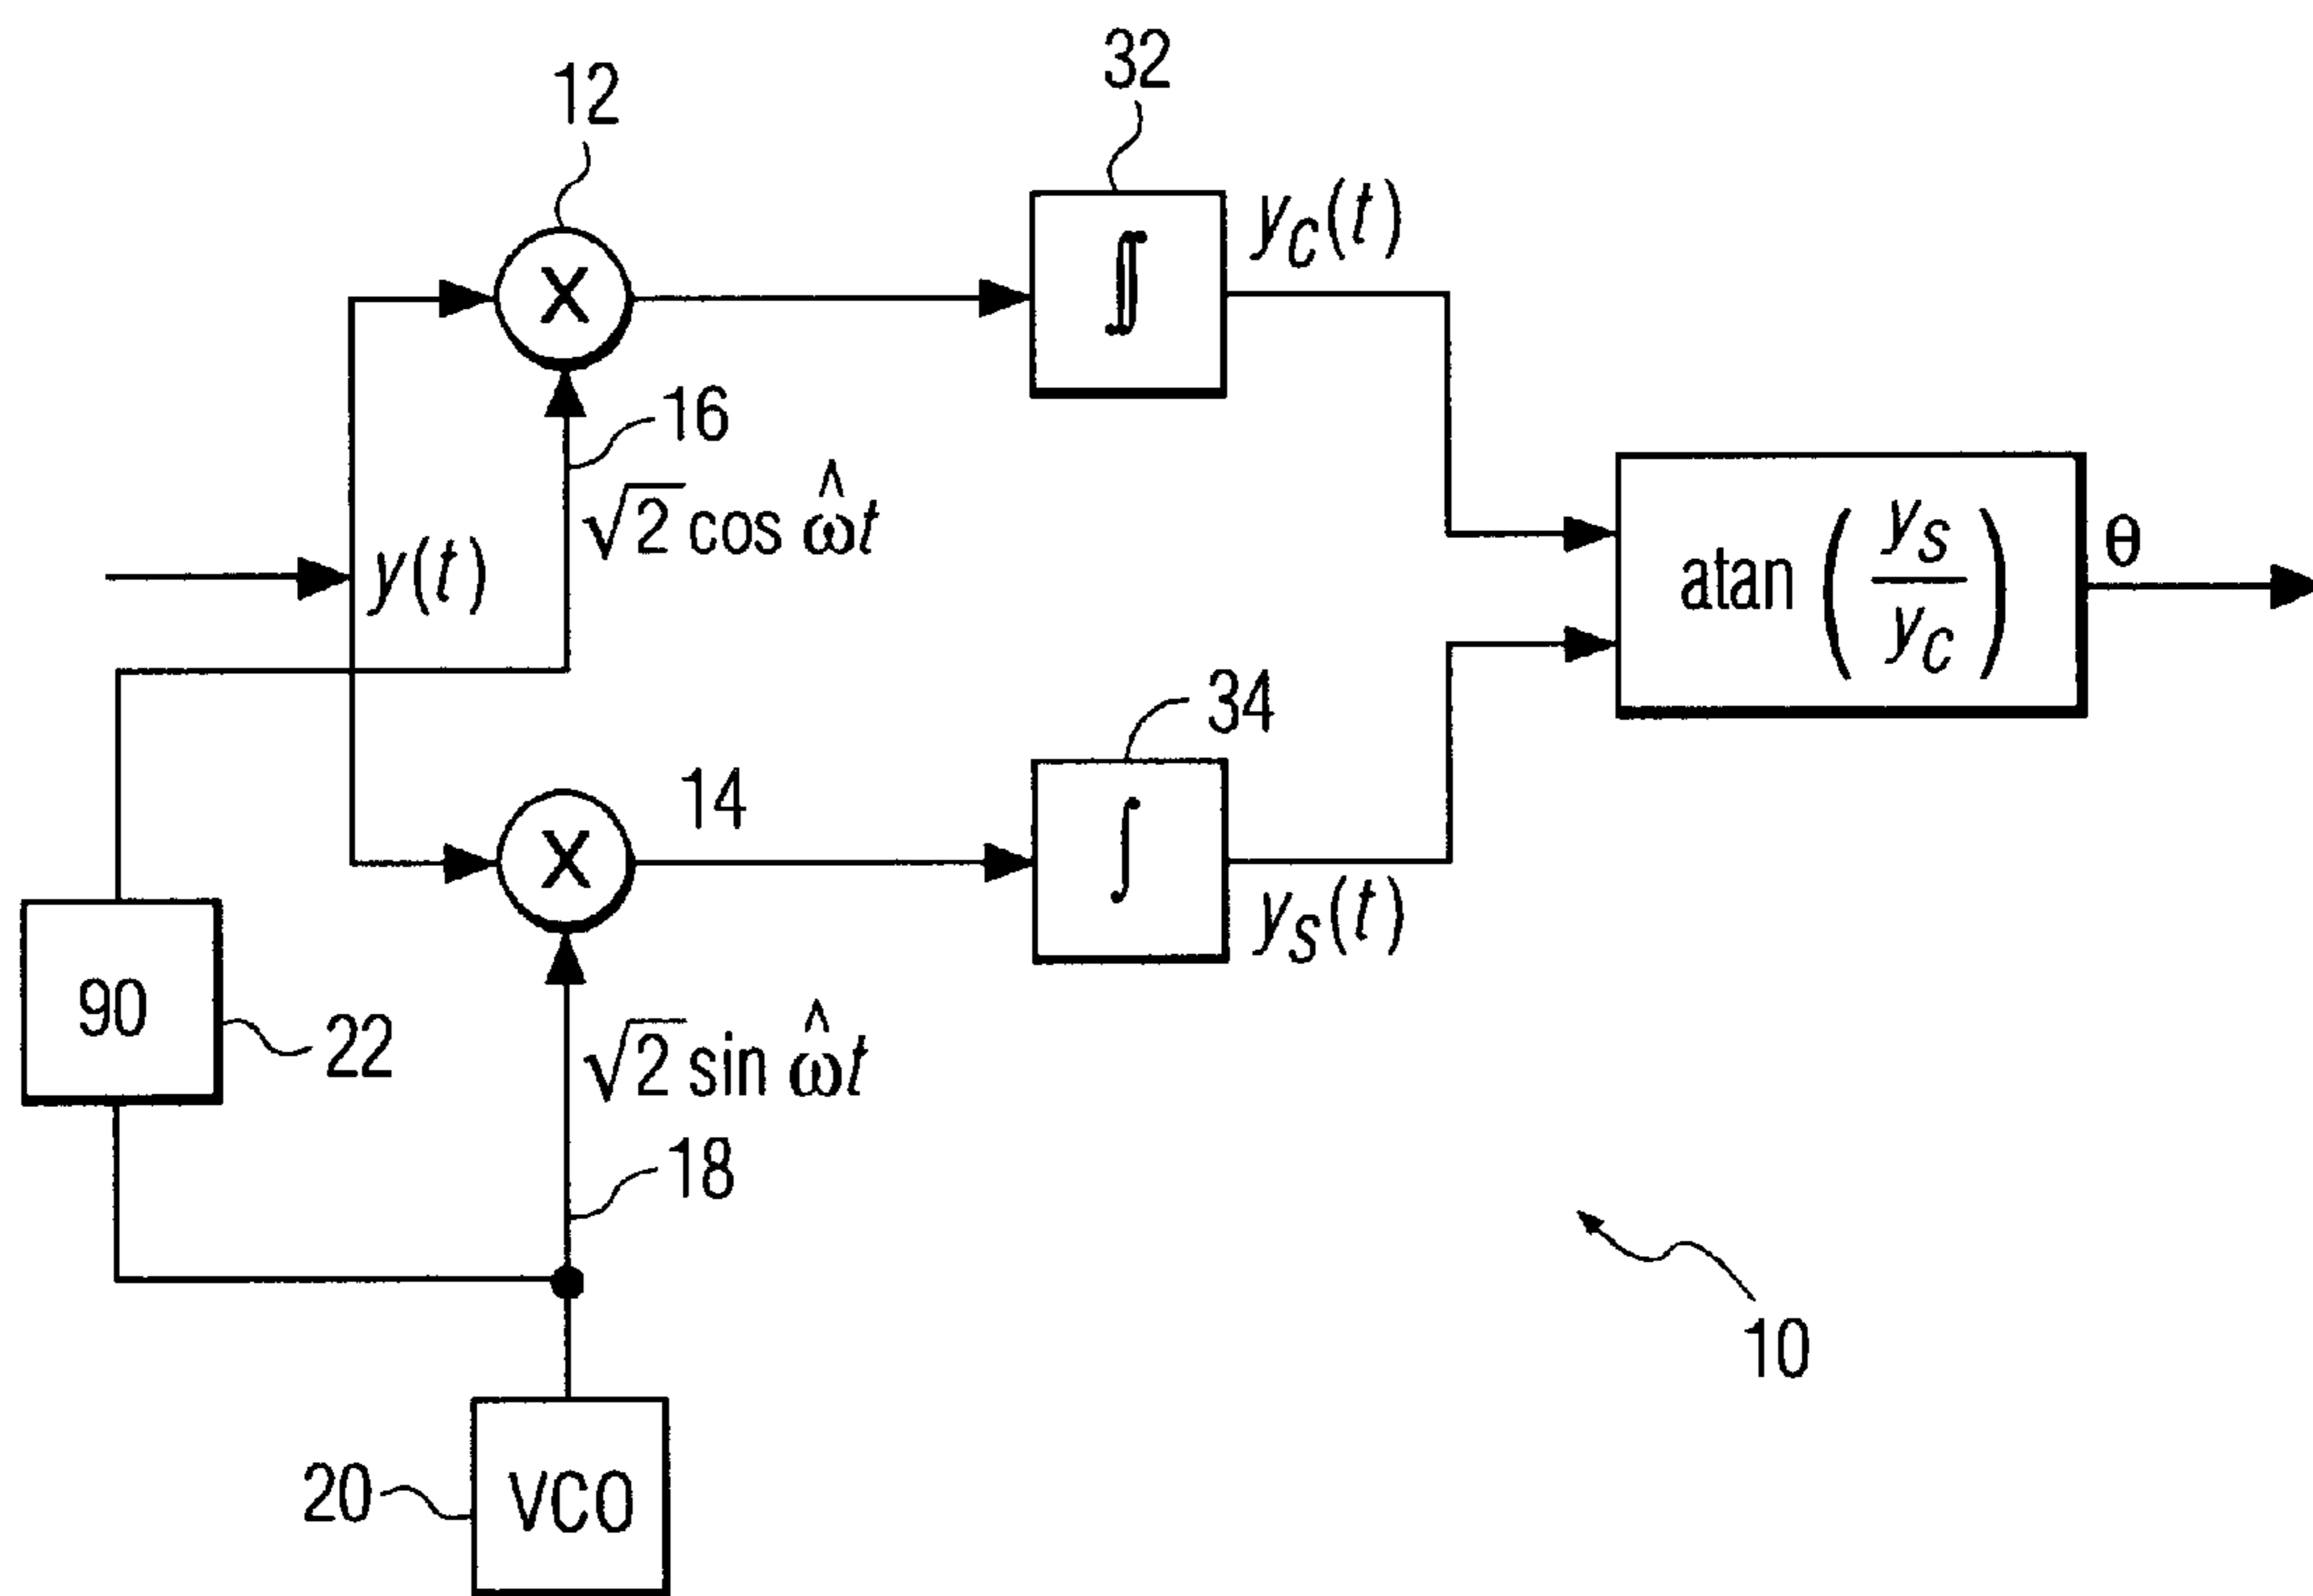 32
12
∬
y_C(t)
X
16
√2 cos ω̂t
y(t)
atan ( y_S / y_C )
θ
34
14
X
∫
y_S(t)
90
22
√2 sin ω̂t
18
10
20
VCO